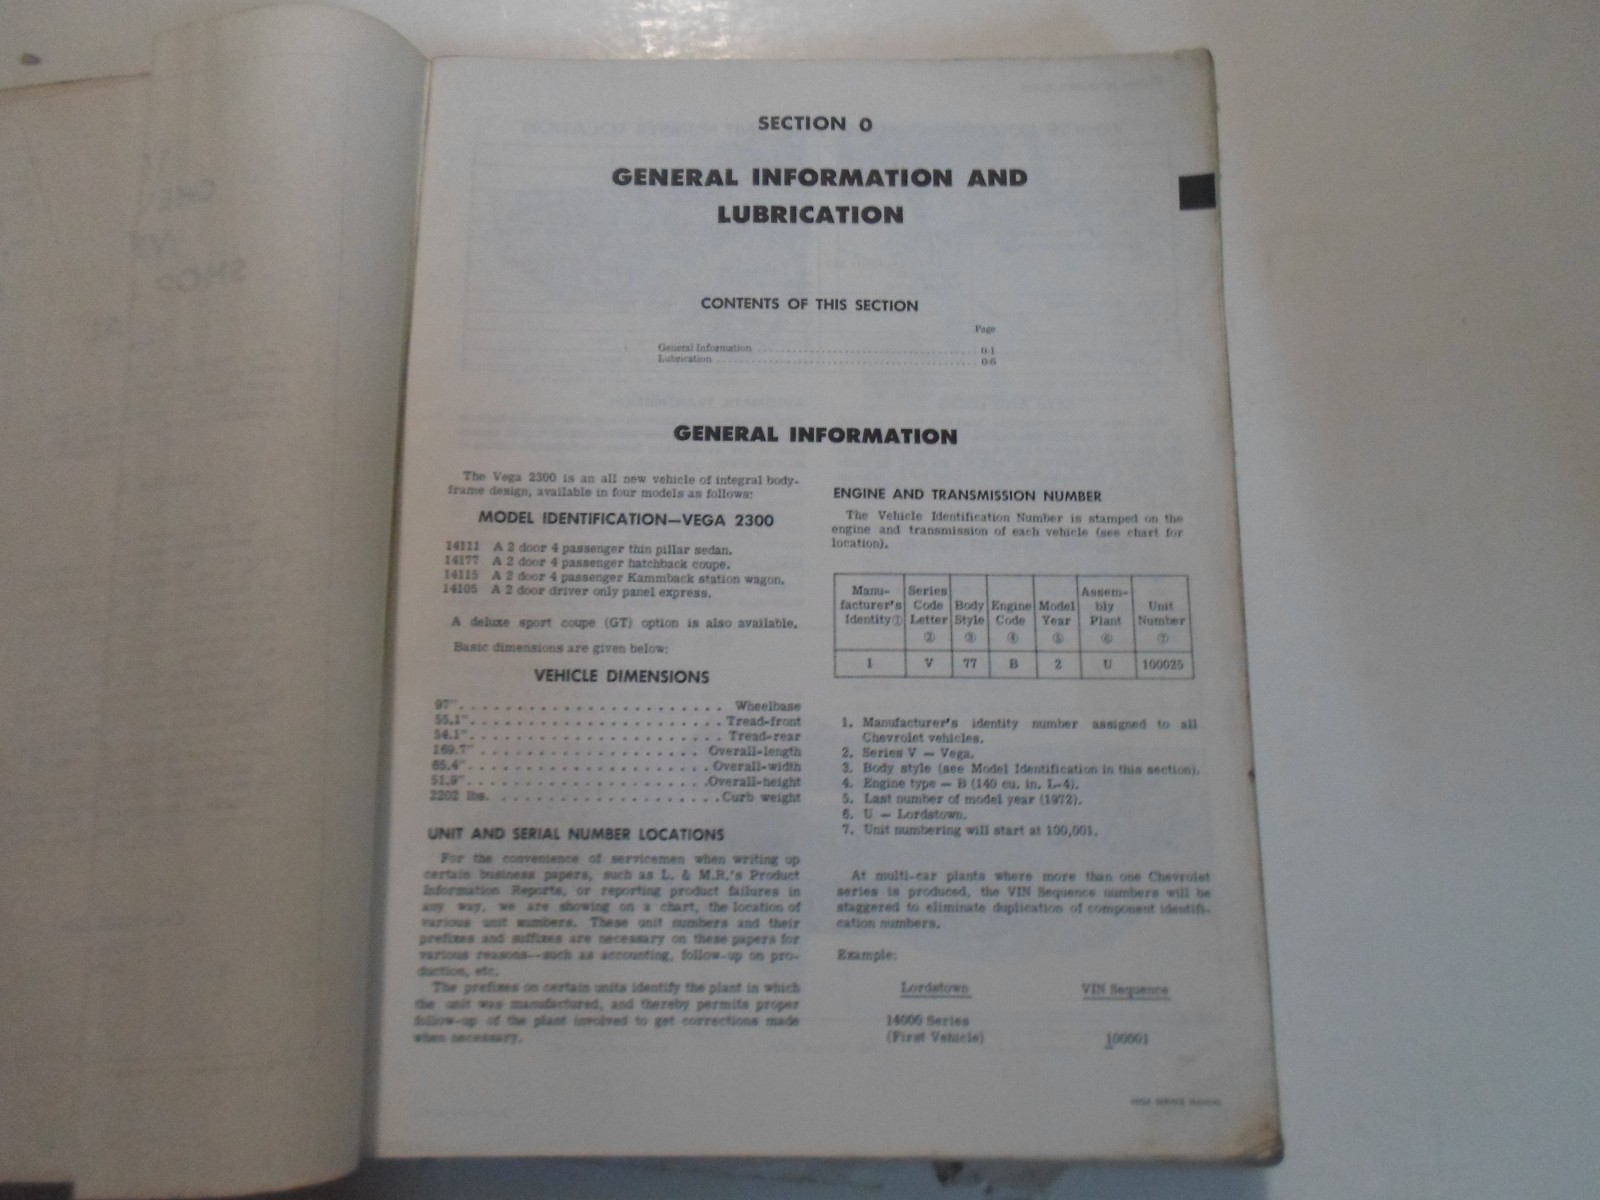 SECTION 0
GENERAL INFORMATION AND
LUBRICATION
CONTENTS OF THIS SECTION
Page
General Information ........................................ 0-1
Lubrication ................................................ 0-6
GENERAL INFORMATION
The Vega 2300 is an all new vehicle of integral body-
frame design, available in four models as follows:
MODEL IDENTIFICATION—VEGA 2300
14111 A 2 door 4 passenger thin pillar sedan.
14177 A 2 door 4 passenger hatchback coupe.
14115 A 2 door 4 passenger Kammback station wagon.
14105 A 2 door driver only panel express.
A deluxe sport coupe (GT) option is also available.
Basic dimensions are given below:
VEHICLE DIMENSIONS
97". . . . . . . . . . . . . . . . . . . . . . . Wheelbase
55.1". . . . . . . . . . . . . . . . . . . . . . Tread-front
54.1". . . . . . . . . . . . . . . . . . . . . . Tread-rear
169.7" . . . . . . . . . . . . . . . . . . . Overall-length
65.4". . . . . . . . . . . . . . . . . . . . Overall-width
51.9". . . . . . . . . . . . . . . . . . . .Overall-height
2202 lbs. . . . . . . . . . . . . . . . . . . .Curb weight
UNIT AND SERIAL NUMBER LOCATIONS
For the convenience of servicemen when writing up
certain business papers, such as L. & M.R.'s Product
Information Reports, or reporting product failures in
any way, we are showing on a chart, the location of
various unit numbers. These unit numbers and their
prefixes and suffixes are necessary on these papers for
various reasons--such as accounting, follow-up on pro-
duction, etc.
The prefixes on certain units identify the plant in which
the unit was manufactured, and thereby permits proper
follow-up of the plant involved to get corrections made
when necessary.
ENGINE AND TRANSMISSION NUMBER
The Vehicle Identification Number is stamped on the
engine and transmission of each vehicle (see chart for
location).
Manu- Series Assem-
facturer's Code Body Engine Model bly Unit
Identity① Letter Style Code Year Plant Number
② ③ ④ ⑤ ⑥ ⑦
1 V 77 B 2 U 100025
1. Manufacturer's identity number assigned to all
Chevrolet vehicles.
2. Series V — Vega.
3. Body style (see Model Identification in this section).
4. Engine type — B (140 cu. in. L-4).
5. Last number of model year (1972).
6. U — Lordstown.
7. Unit numbering will start at 100,001.
At multi-car plants where more than one Chevrolet
series is produced, the VIN Sequence numbers will be
staggered to eliminate duplication of component identifi-
cation numbers.
Example:
Lordstown VIN Sequence
14000 Series
(First Vehicle) 100001
VEGA SERVICE MANUAL